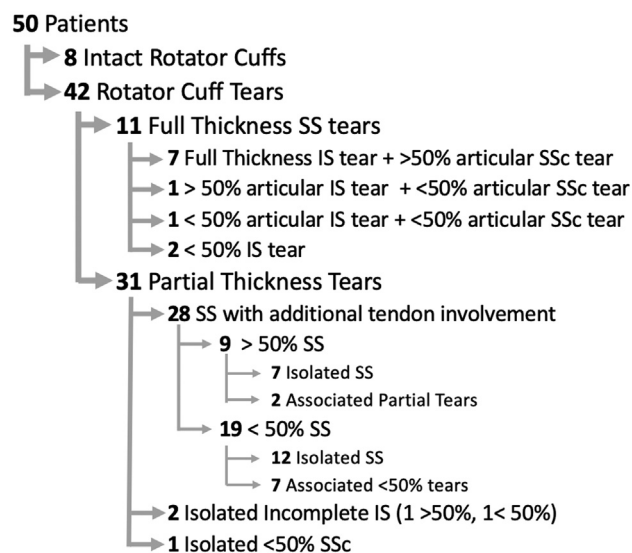 50 Patients
8 Intact Rotator Cuffs
42 Rotator Cuff Tears
11 Full Thickness SS tears
7 Full Thickness IS tear + >50% articular SSc tear
1 > 50% articular IS tear + <50% articular SSc tear
1 < 50% articular IS tear + <50% articular SSc tear
2 < 50% IS tear
31 Partial Thickness Tears
28 SS with additional tendon involvement
9 > 50% SS
7 Isolated SS
2 Associated Partial Tears
19 < 50% SS
12 Isolated SS
7 Associated <50% tears
2 Isolated Incomplete IS (1 >50%, 1< 50%)
1 Isolated <50% SSc